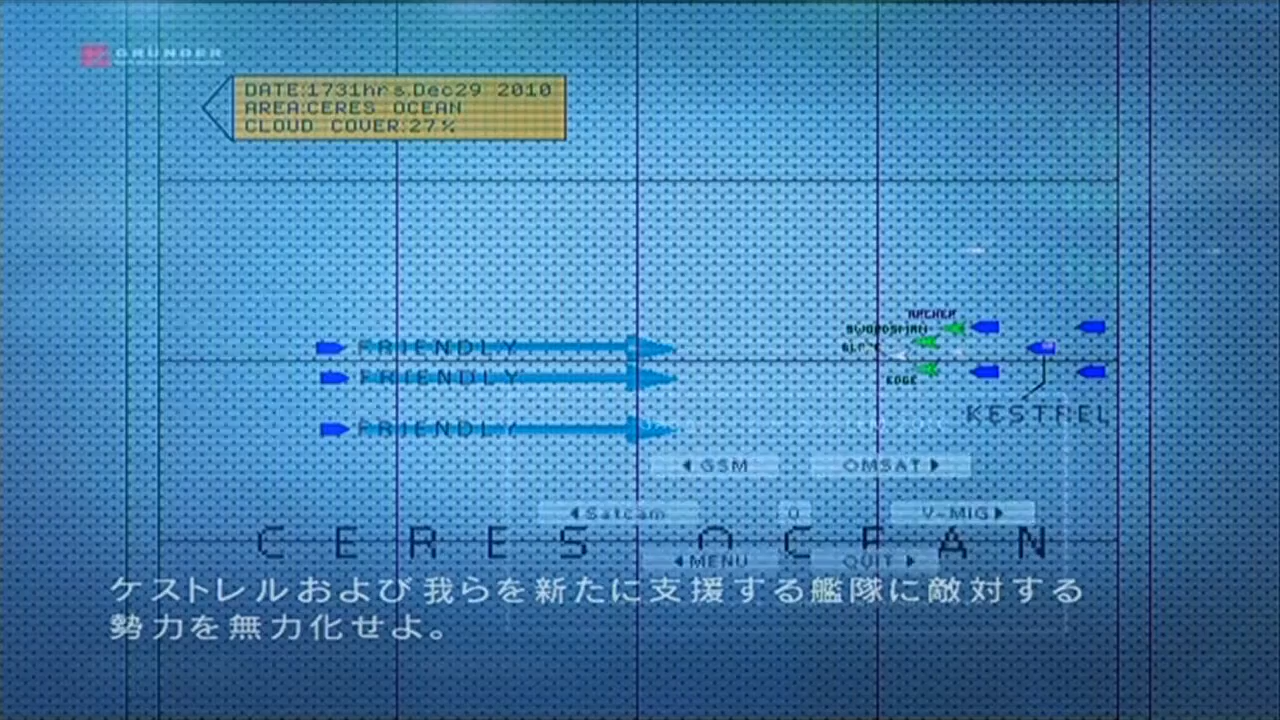 GRUNDER
DATE:1731hrs.Dec29 2010
AREA:CERES OCEAN
CLOUD COVER:27%
ARCHER
SWORDSMAN
FRIENDLY
FRIENDLY
EDGE
KESTREL
FRIENDLY
GSM
OMSAT
Satcam
0
V-MIG
CERES OCEAN
MENU
QUIT
ケストレルおよび我らを新たに支援する艦隊に敵対する
勢力を無力化せよ。